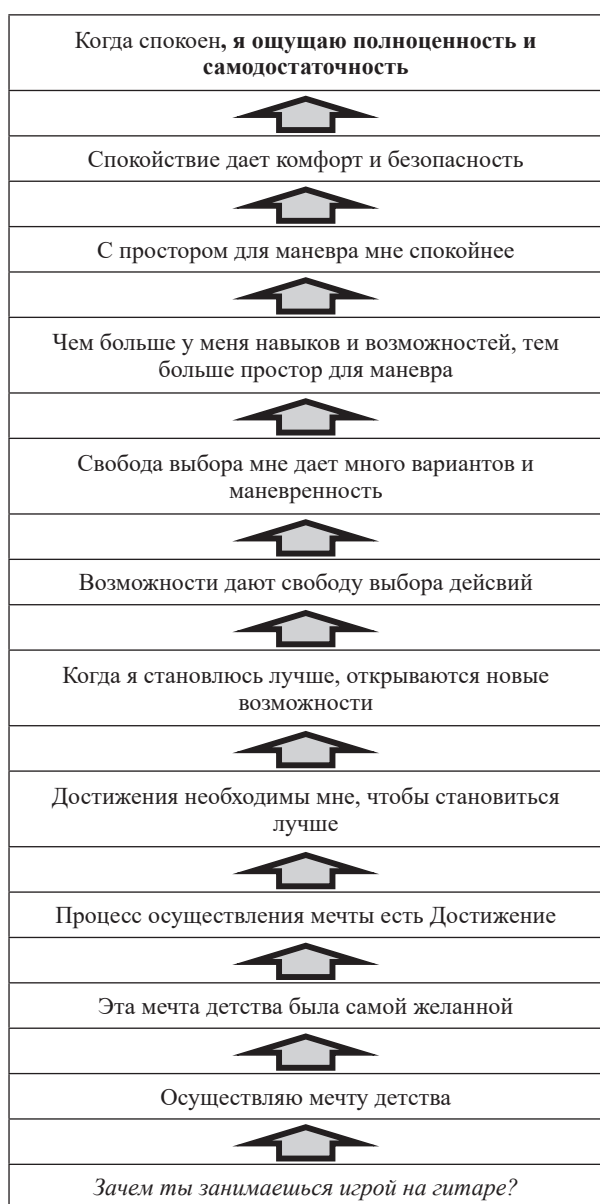 Когда спокоен, я ощущаю полноценность и
самодостаточность
Спокойствие дает комфорт и безопасность
С простором для маневра мне спокойнее
Чем больше у меня навыков и возможностей, тем
больше простор для маневра
Свобода выбора мне дает много вариантов и
маневренность
Возможности дают свободу выбора дейсвий
Когда я становлюсь лучше, открываются новые
возможности
Достижения необходимы мне, чтобы становиться
лучше
Процесс осуществления мечты есть Достижение
Эта мечта детства была самой желанной
Осуществляю мечту детства
Зачем ты занимаешься игрой на гитаре?